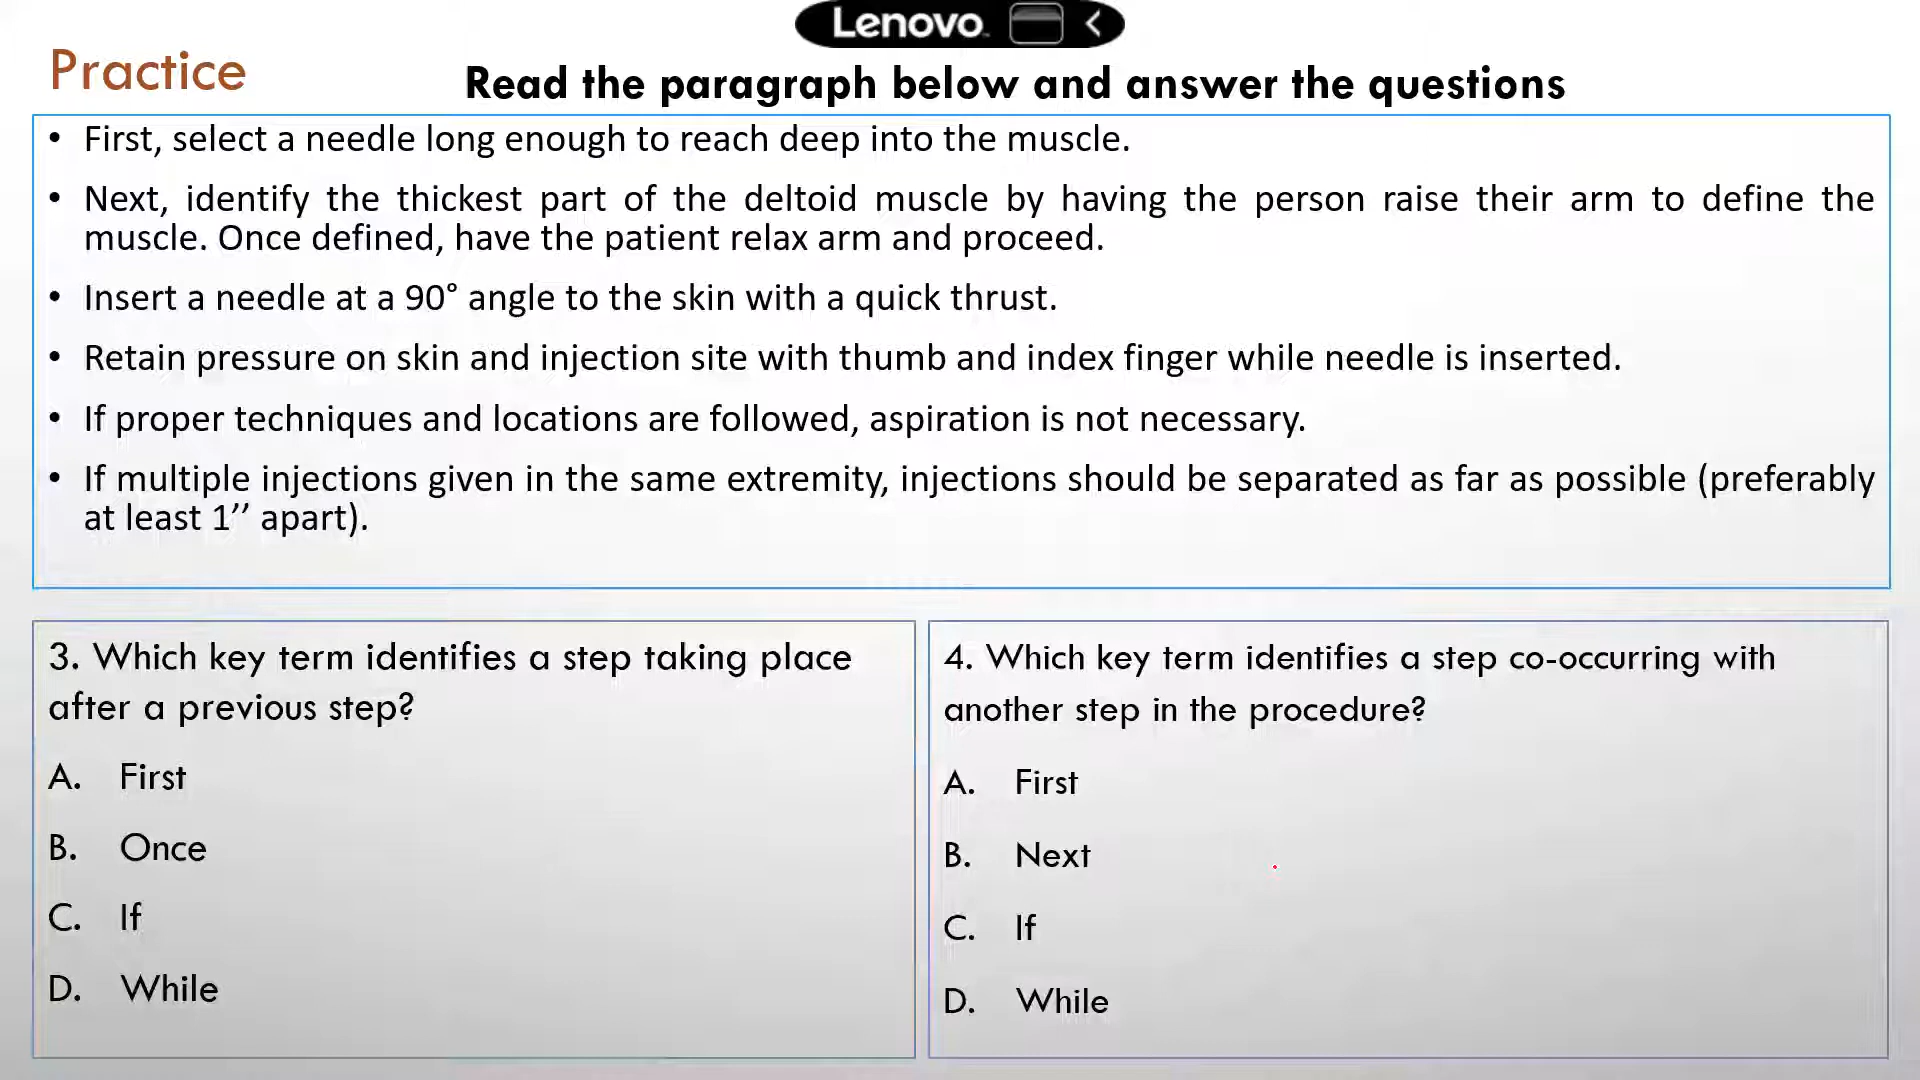 Lenovo
Practice
Read the paragraph below and answer the questions
• First, select a needle long enough to reach deep into the muscle.
• Next, identify the thickest part of the deltoid muscle by having the person raise their arm to define the
muscle. Once defined, have the patient relax arm and proceed.
• Insert a needle at a 90° angle to the skin with a quick thrust.
• Retain pressure on skin and injection site with thumb and index finger while needle is inserted.
• If proper techniques and locations are followed, aspiration is not necessary.
• If multiple injections given in the same extremity, injections should be separated as far as possible (preferably
at least 1’’ apart).
3. Which key term identifies a step taking place
after a previous step?
A. First
B. Once
C. If
D. While
4. Which key term identifies a step co-occurring with
another step in the procedure?
A. First
B. Next
C. If
D. While